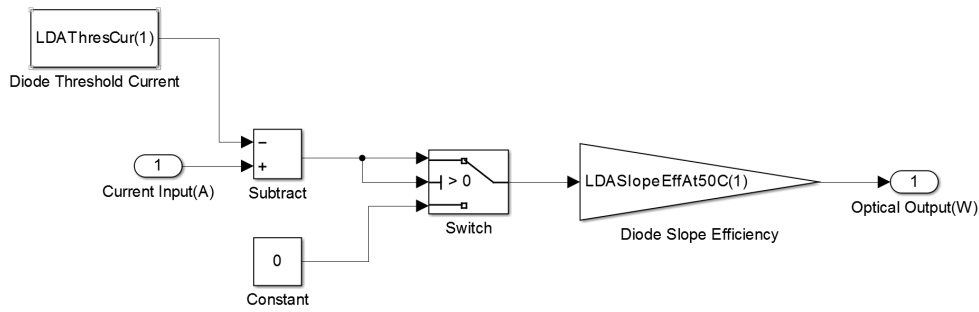 LDAThresCur(1)
Diode Threshold Current
1
Current Input(A)
−
+
Subtract
0
Constant
> 0
Switch
LDASlopeEffAt50C(1)
Diode Slope Efficiency
1
Optical Output(W)